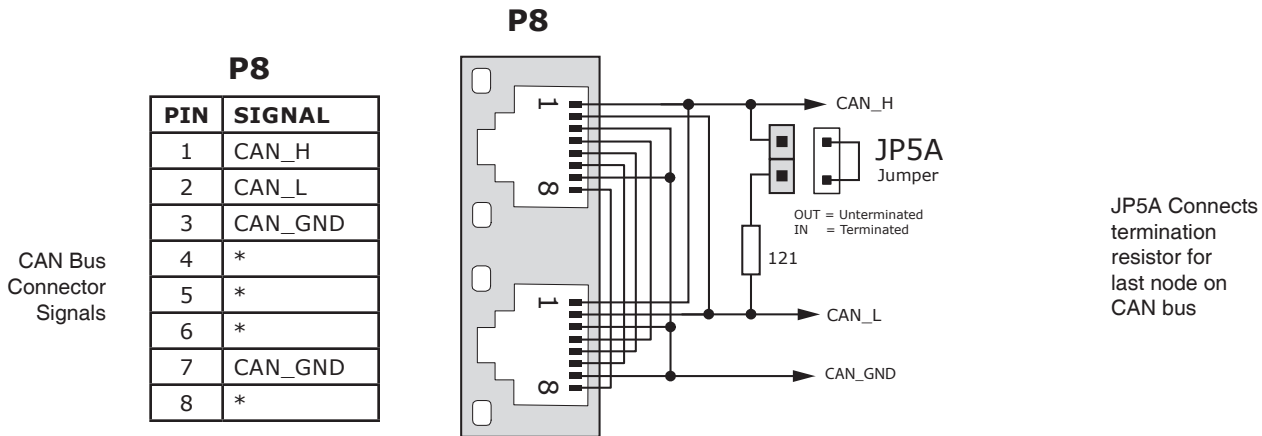 P8
P8
PIN SIGNAL
1 CAN_H
2 CAN_L
3 CAN_GND
4 *
5 *
6 *
7 CAN_GND
8 *
CAN Bus
Connector
Signals
1
8
1
8
CAN_H
JP5A
Jumper
OUT = Unterminated
IN = Terminated
121
CAN_L
CAN_GND
JP5A Connects
termination
resistor for
last node on
CAN bus